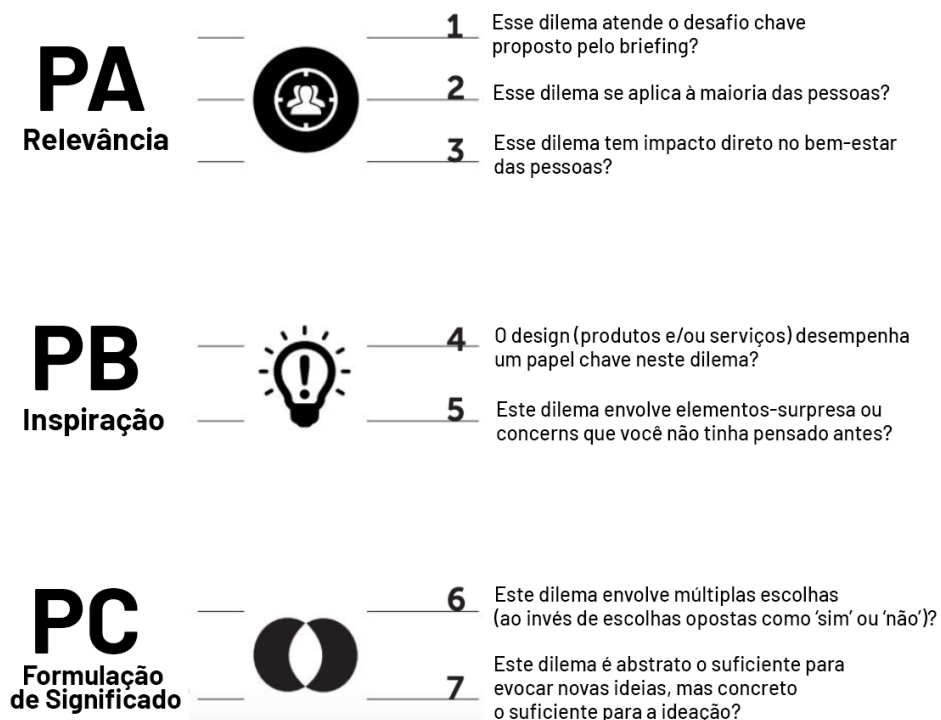 PA
Relevância
1
Esse dilema atende o desafio chave
proposto pelo briefing?
2
Esse dilema se aplica à maioria das pessoas?
3
Esse dilema tem impacto direto no bem-estar
das pessoas?
PB
Inspiração
4
O design (produtos e/ou serviços) desempenha
um papel chave neste dilema?
5
Este dilema envolve elementos-surpresa ou
concerns que você não tinha pensado antes?
PC
Formulação
de Significado
6
Este dilema envolve múltiplas escolhas
(ao invés de escolhas opostas como ‘sim’ ou ‘não’)?
7
Este dilema é abstrato o suficiente para
evocar novas ideias, mas concreto
o suficiente para a ideação?